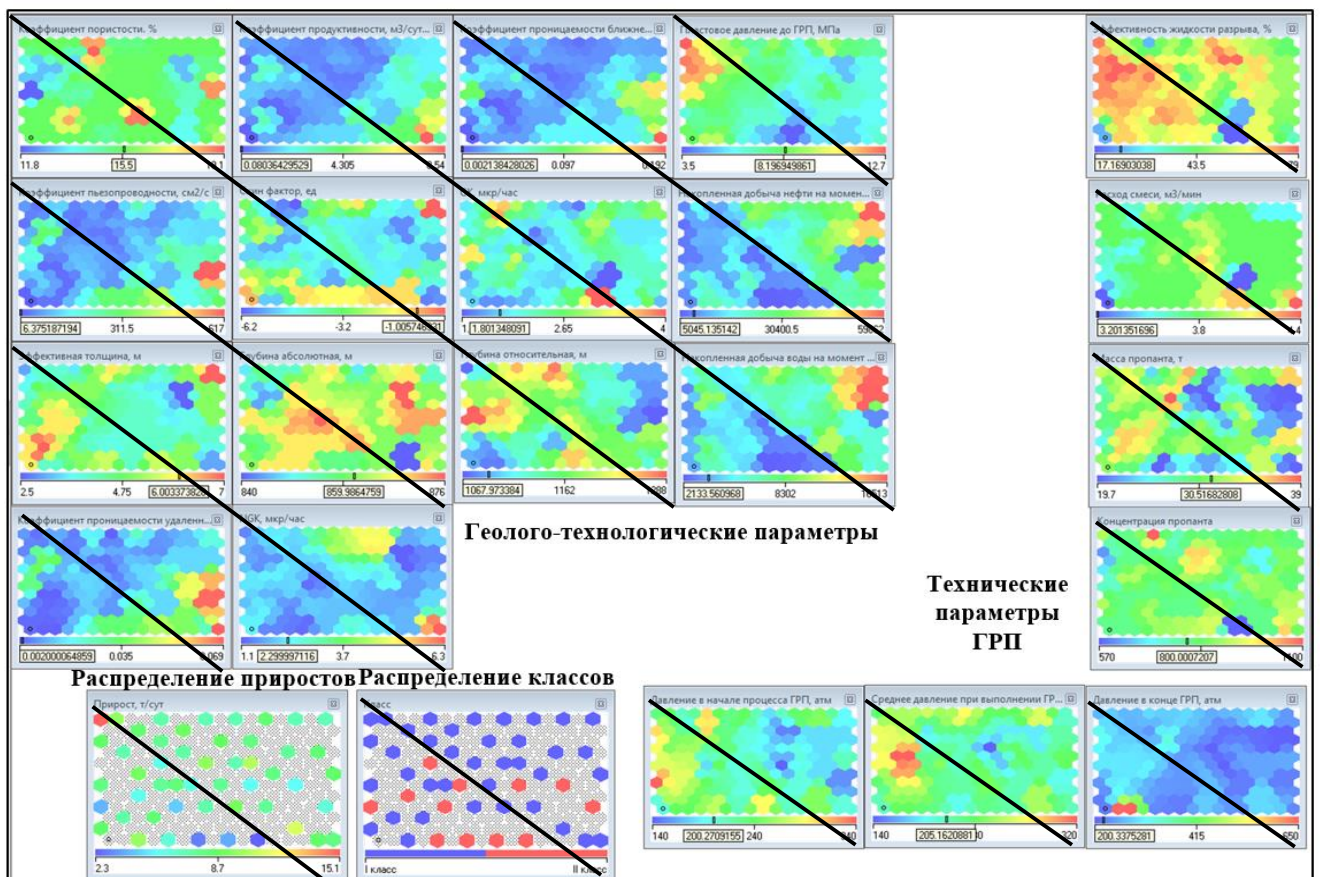 Коэффициент пористости. %
Коэффициент продуктивности, м3/сут...
Коэффициент проницаемости ближне...
Пластовое давление до ГРП, МПа
Эффективность жидкости разрыва, %
11.8 15.5
0.08036429529 4.305
0.002138428026 0.097
3.5 8.196949861 12.7
17.16903038 43.5
Коэффициент пьезопроводности, см2/с
Скин фактор, ед
мкр/час
Накопленная добыча нефти на момен...
Расход смеси, м3/мин
6.375187194 311.5 617
-6.2 -3.2
1.801348091 2.65 4
5045.135142 30400.5
3.201351696 3.8
Эффективная толщина, м
Глубина абсолютная, м
Глубина относительная, м
Накопленная добыча воды на момент ...
Масса пропанта, т
2.5 4.75 7
840 859.9864759 876
1067.973384 1162
2133.560968 8302
19.7 30.51682808 39
Коэффициент проницаемости удаленн...
NGK, мкр/час
Геолого-технологические параметры
Концентрация пропанта
Технические
параметры
ГРП
0.002000064859 0.035
1.1 2.299997116 3.7 6.3
570 800.0007207
Распределение приростов Распределение классов
Прирост, т/сут
Класс
Давление в начале процесса ГРП, атм
Среднее давление при выполнении ГР...
Давление в конце ГРП, атм
140 200.2709155 240
140 205.1620881 320
200.3375281 415 650
2.3 8.7 15.1
I класс II класс